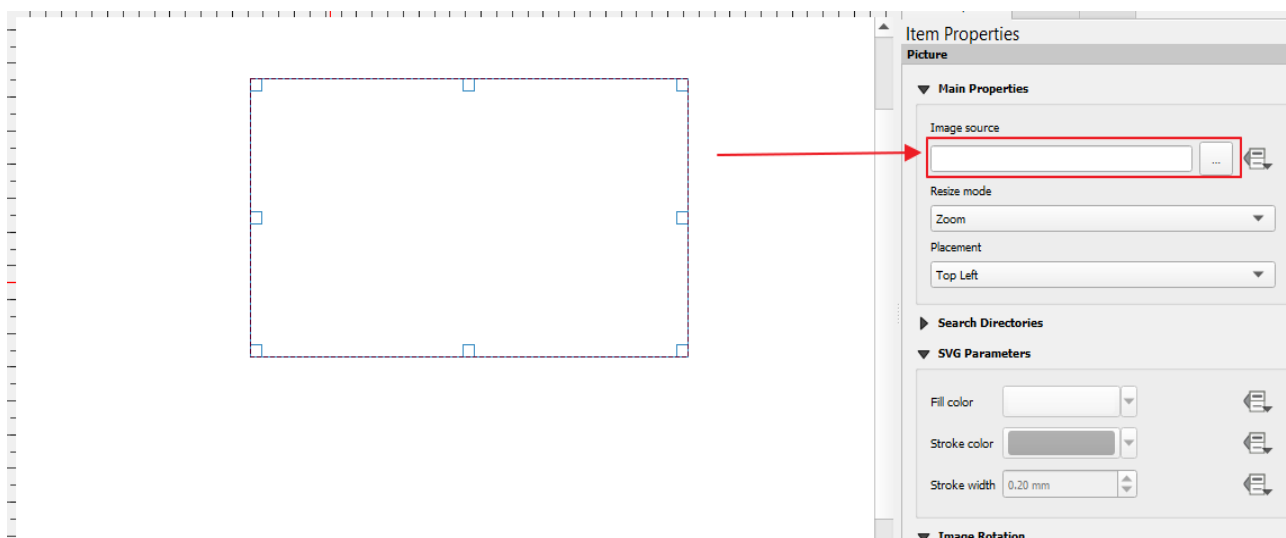 Item Properties
Picture
Main Properties
Image source
...
Resize mode
Zoom
Placement
Top Left
Search Directories
SVG Parameters
Fill color
Stroke color
Stroke width 0.20 mm
Image Rotation